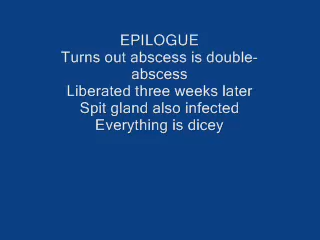 EPILOGUE
Turns out abscess is double-
abscess
Liberated three weeks later
Spit gland also infected
Everything is dicey